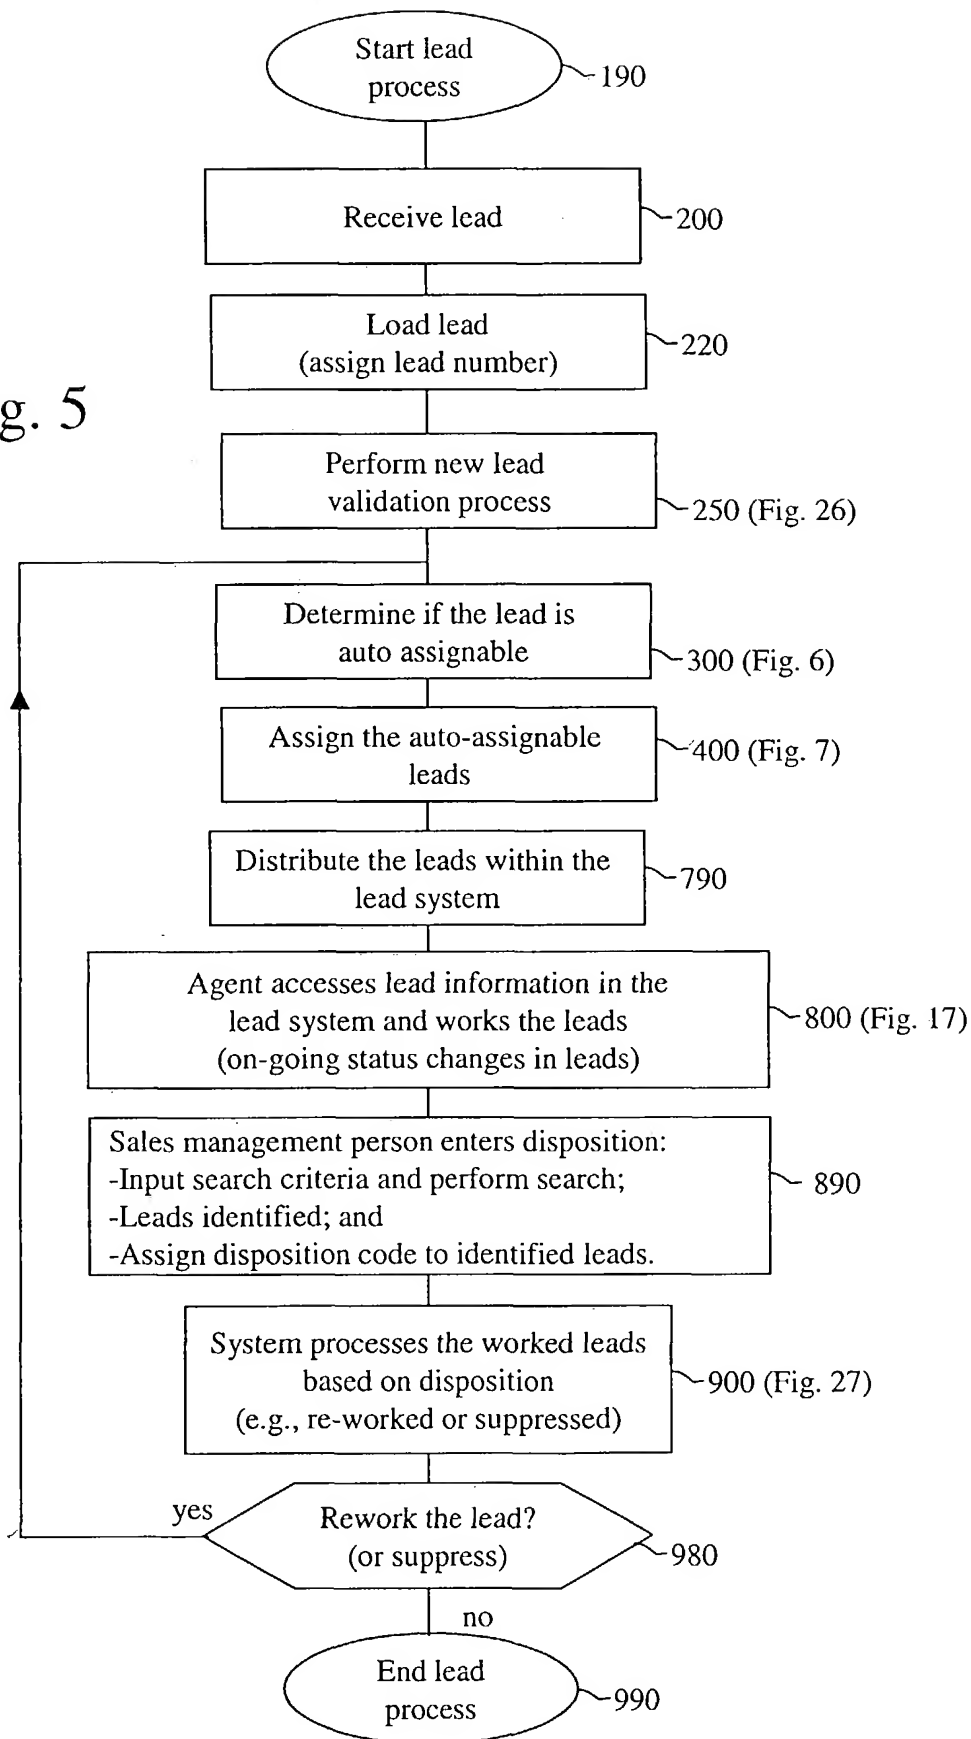 Start lead
process
190
Receive lead
200
Load lead
(assign lead number)
220
g. 5
Perform new lead
validation process
250 (Fig. 26)
Determine if the lead is
auto assignable
300 (Fig. 6)
Assign the auto-assignable
leads
400 (Fig. 7)
Distribute the leads within the
lead system
790
Agent accesses lead information in the
lead system and works the leads
(on-going status changes in leads)
800 (Fig. 17)
Sales management person enters disposition:
-Input search criteria and perform search;
-Leads identified; and
-Assign disposition code to identified leads.
890
System processes the worked leads
based on disposition
(e.g., re-worked or suppressed)
900 (Fig. 27)
yes
Rework the lead?
(or suppress)
980
no
End lead
process
990